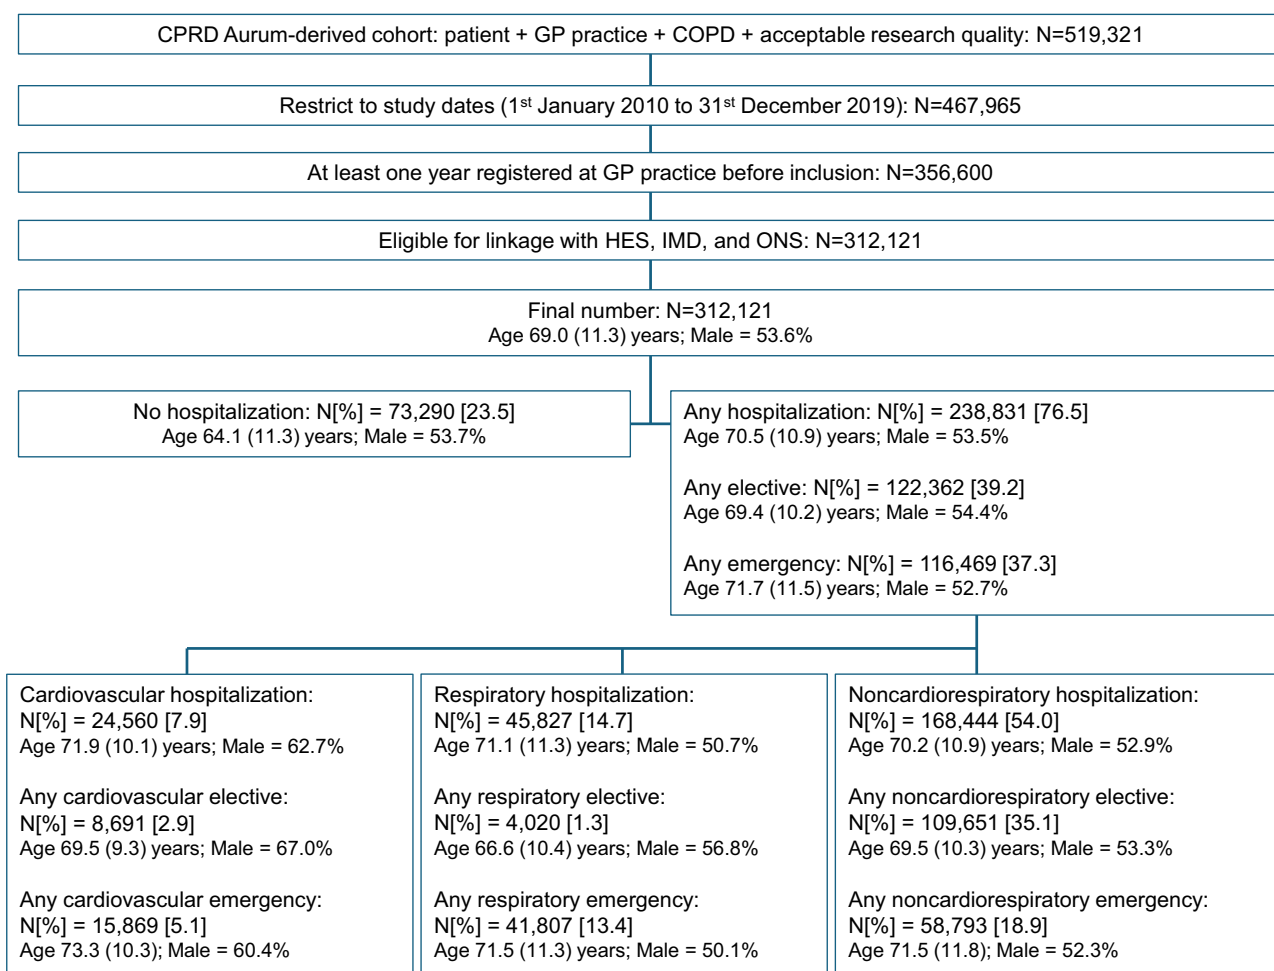 CPRD Aurum-derived cohort: patient + GP practice + COPD + acceptable research quality: N=519,321
Restrict to study dates (1st January 2010 to 31st December 2019): N=467,965
At least one year registered at GP practice before inclusion: N=356,600
Eligible for linkage with HES, IMD, and ONS: N=312,121
Final number: N=312,121
Age 69.0 (11.3) years; Male = 53.6%
No hospitalization: N[%] = 73,290 [23.5]
Age 64.1 (11.3) years; Male = 53.7%
Any hospitalization: N[%] = 238,831 [76.5]
Age 70.5 (10.9) years; Male = 53.5%
Any elective: N[%] = 122,362 [39.2]
Age 69.4 (10.2) years; Male = 54.4%
Any emergency: N[%] = 116,469 [37.3]
Age 71.7 (11.5) years; Male = 52.7%
Cardiovascular hospitalization:
N[%] = 24,560 [7.9]
Age 71.9 (10.1) years; Male = 62.7%
Any cardiovascular elective:
N[%] = 8,691 [2.9]
Age 69.5 (9.3) years; Male = 67.0%
Any cardiovascular emergency:
N[%] = 15,869 [5.1]
Age 73.3 (10.3); Male = 60.4%
Respiratory hospitalization:
N[%] = 45,827 [14.7]
Age 71.1 (11.3) years; Male = 50.7%
Any respiratory elective:
N[%] = 4,020 [1.3]
Age 66.6 (10.4) years; Male = 56.8%
Any respiratory emergency:
N[%] = 41,807 [13.4]
Age 71.5 (11.3) years; Male = 50.1%
Noncardiorespiratory hospitalization:
N[%] = 168,444 [54.0]
Age 70.2 (10.9) years; Male = 52.9%
Any noncardiorespiratory elective:
N[%] = 109,651 [35.1]
Age 69.5 (10.3) years; Male = 53.3%
Any noncardiorespiratory emergency:
N[%] = 58,793 [18.9]
Age 71.5 (11.8); Male = 52.3%